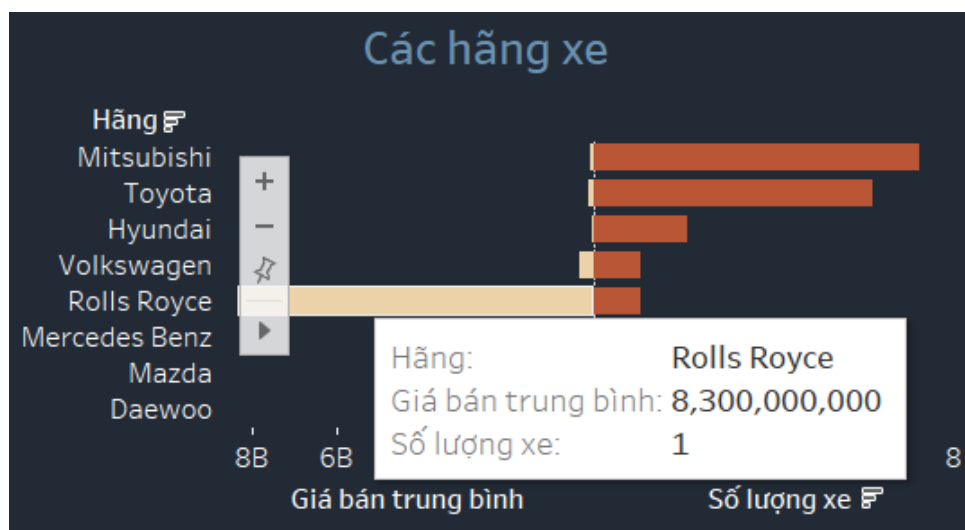 Các hãng xe
Hãng
Mitsubishi
Toyota
Hyundai
Volkswagen
Rolls Royce
Mercedes Benz
Mazda
Daewoo
Hãng: Rolls Royce
Giá bán trung bình: 8,300,000,000
Số lượng xe: 1
8B 6B 8
Giá bán trung bình Số lượng xe